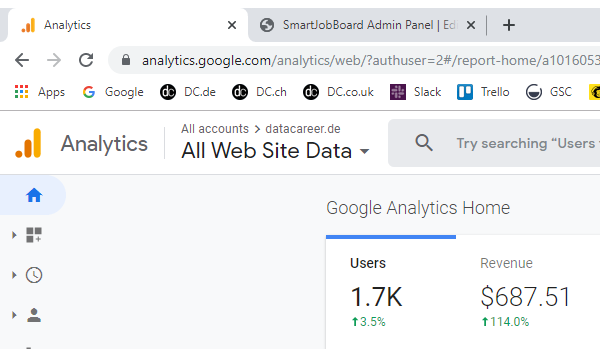 Analytics
SmartJobBoard Admin Panel | Edi
analytics.google.com/analytics/web/?authuser=2#/report-home/a1016053
Apps Google DC.de DC.ch DC.co.uk Slack Trello GSC
Analytics
All accounts > datacareer.de
All Web Site Data
Try searching "Users
Google Analytics Home
Users Revenue
1.7K $687.51
3.5% 114.0%